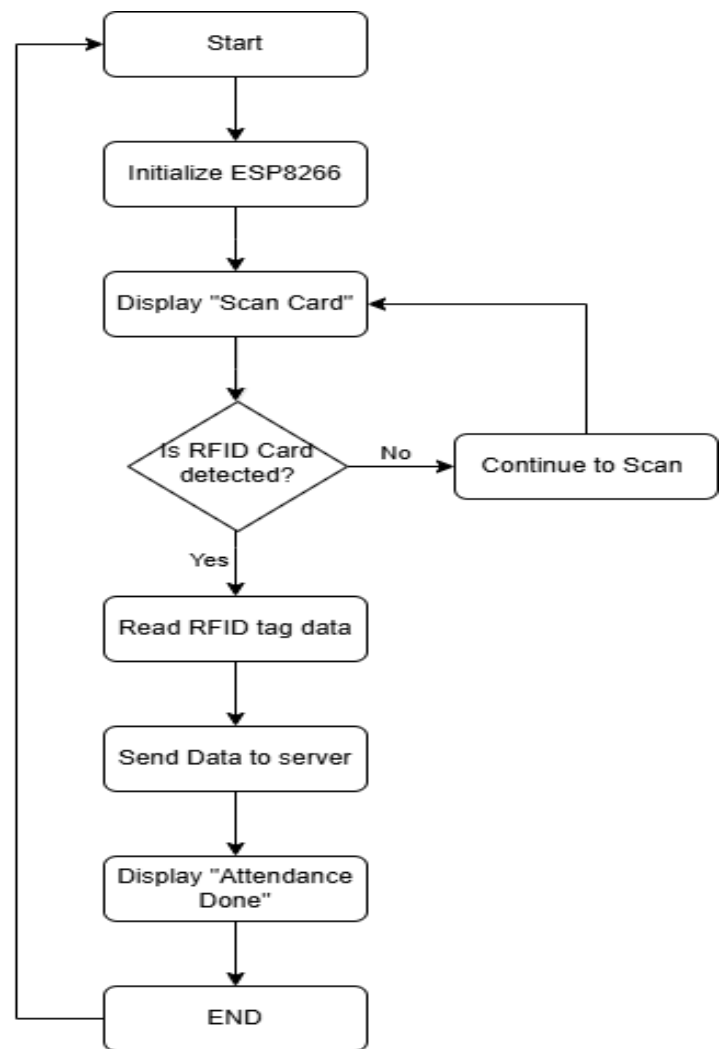 Start
Initialize ESP8266
Display "Scan Card"
Is RFID Card
detected?
No
Continue to Scan
Yes
Read RFID tag data
Send Data to server
Display "Attendance
Done"
END